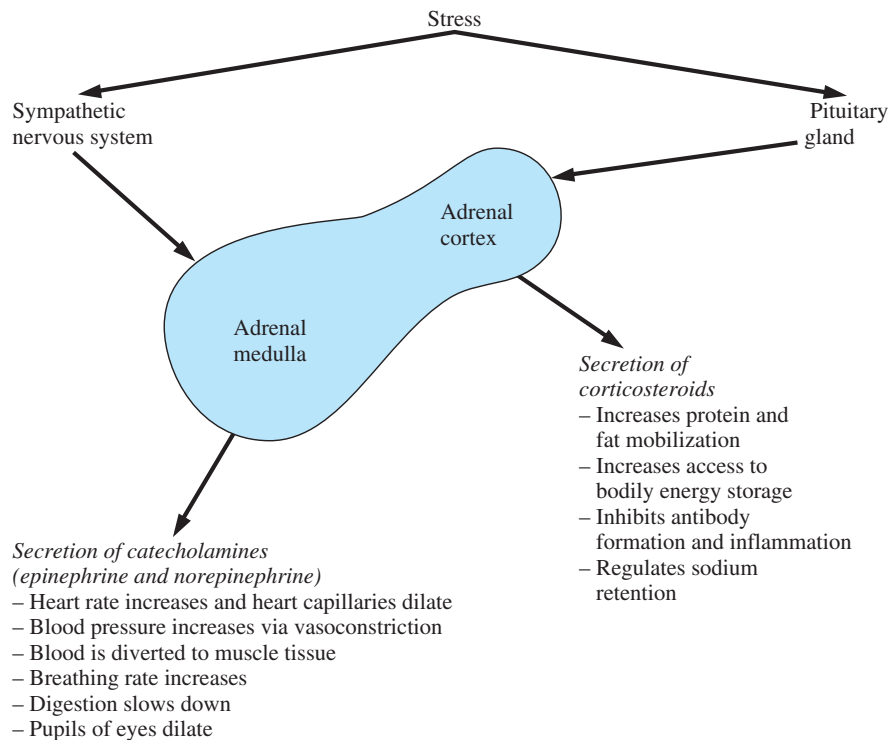 Stress
Sympathetic
nervous system
Pituitary
gland
Adrenal
cortex
Adrenal
medulla
Secretion of
corticosteroids
– Increases protein and
fat mobilization
– Increases access to
bodily energy storage
– Inhibits antibody
formation and inflammation
– Regulates sodium
retention
Secretion of catecholamines
(epinephrine and norepinephrine)
– Heart rate increases and heart capillaries dilate
– Blood pressure increases via vasoconstriction
– Blood is diverted to muscle tissue
– Breathing rate increases
– Digestion slows down
– Pupils of eyes dilate